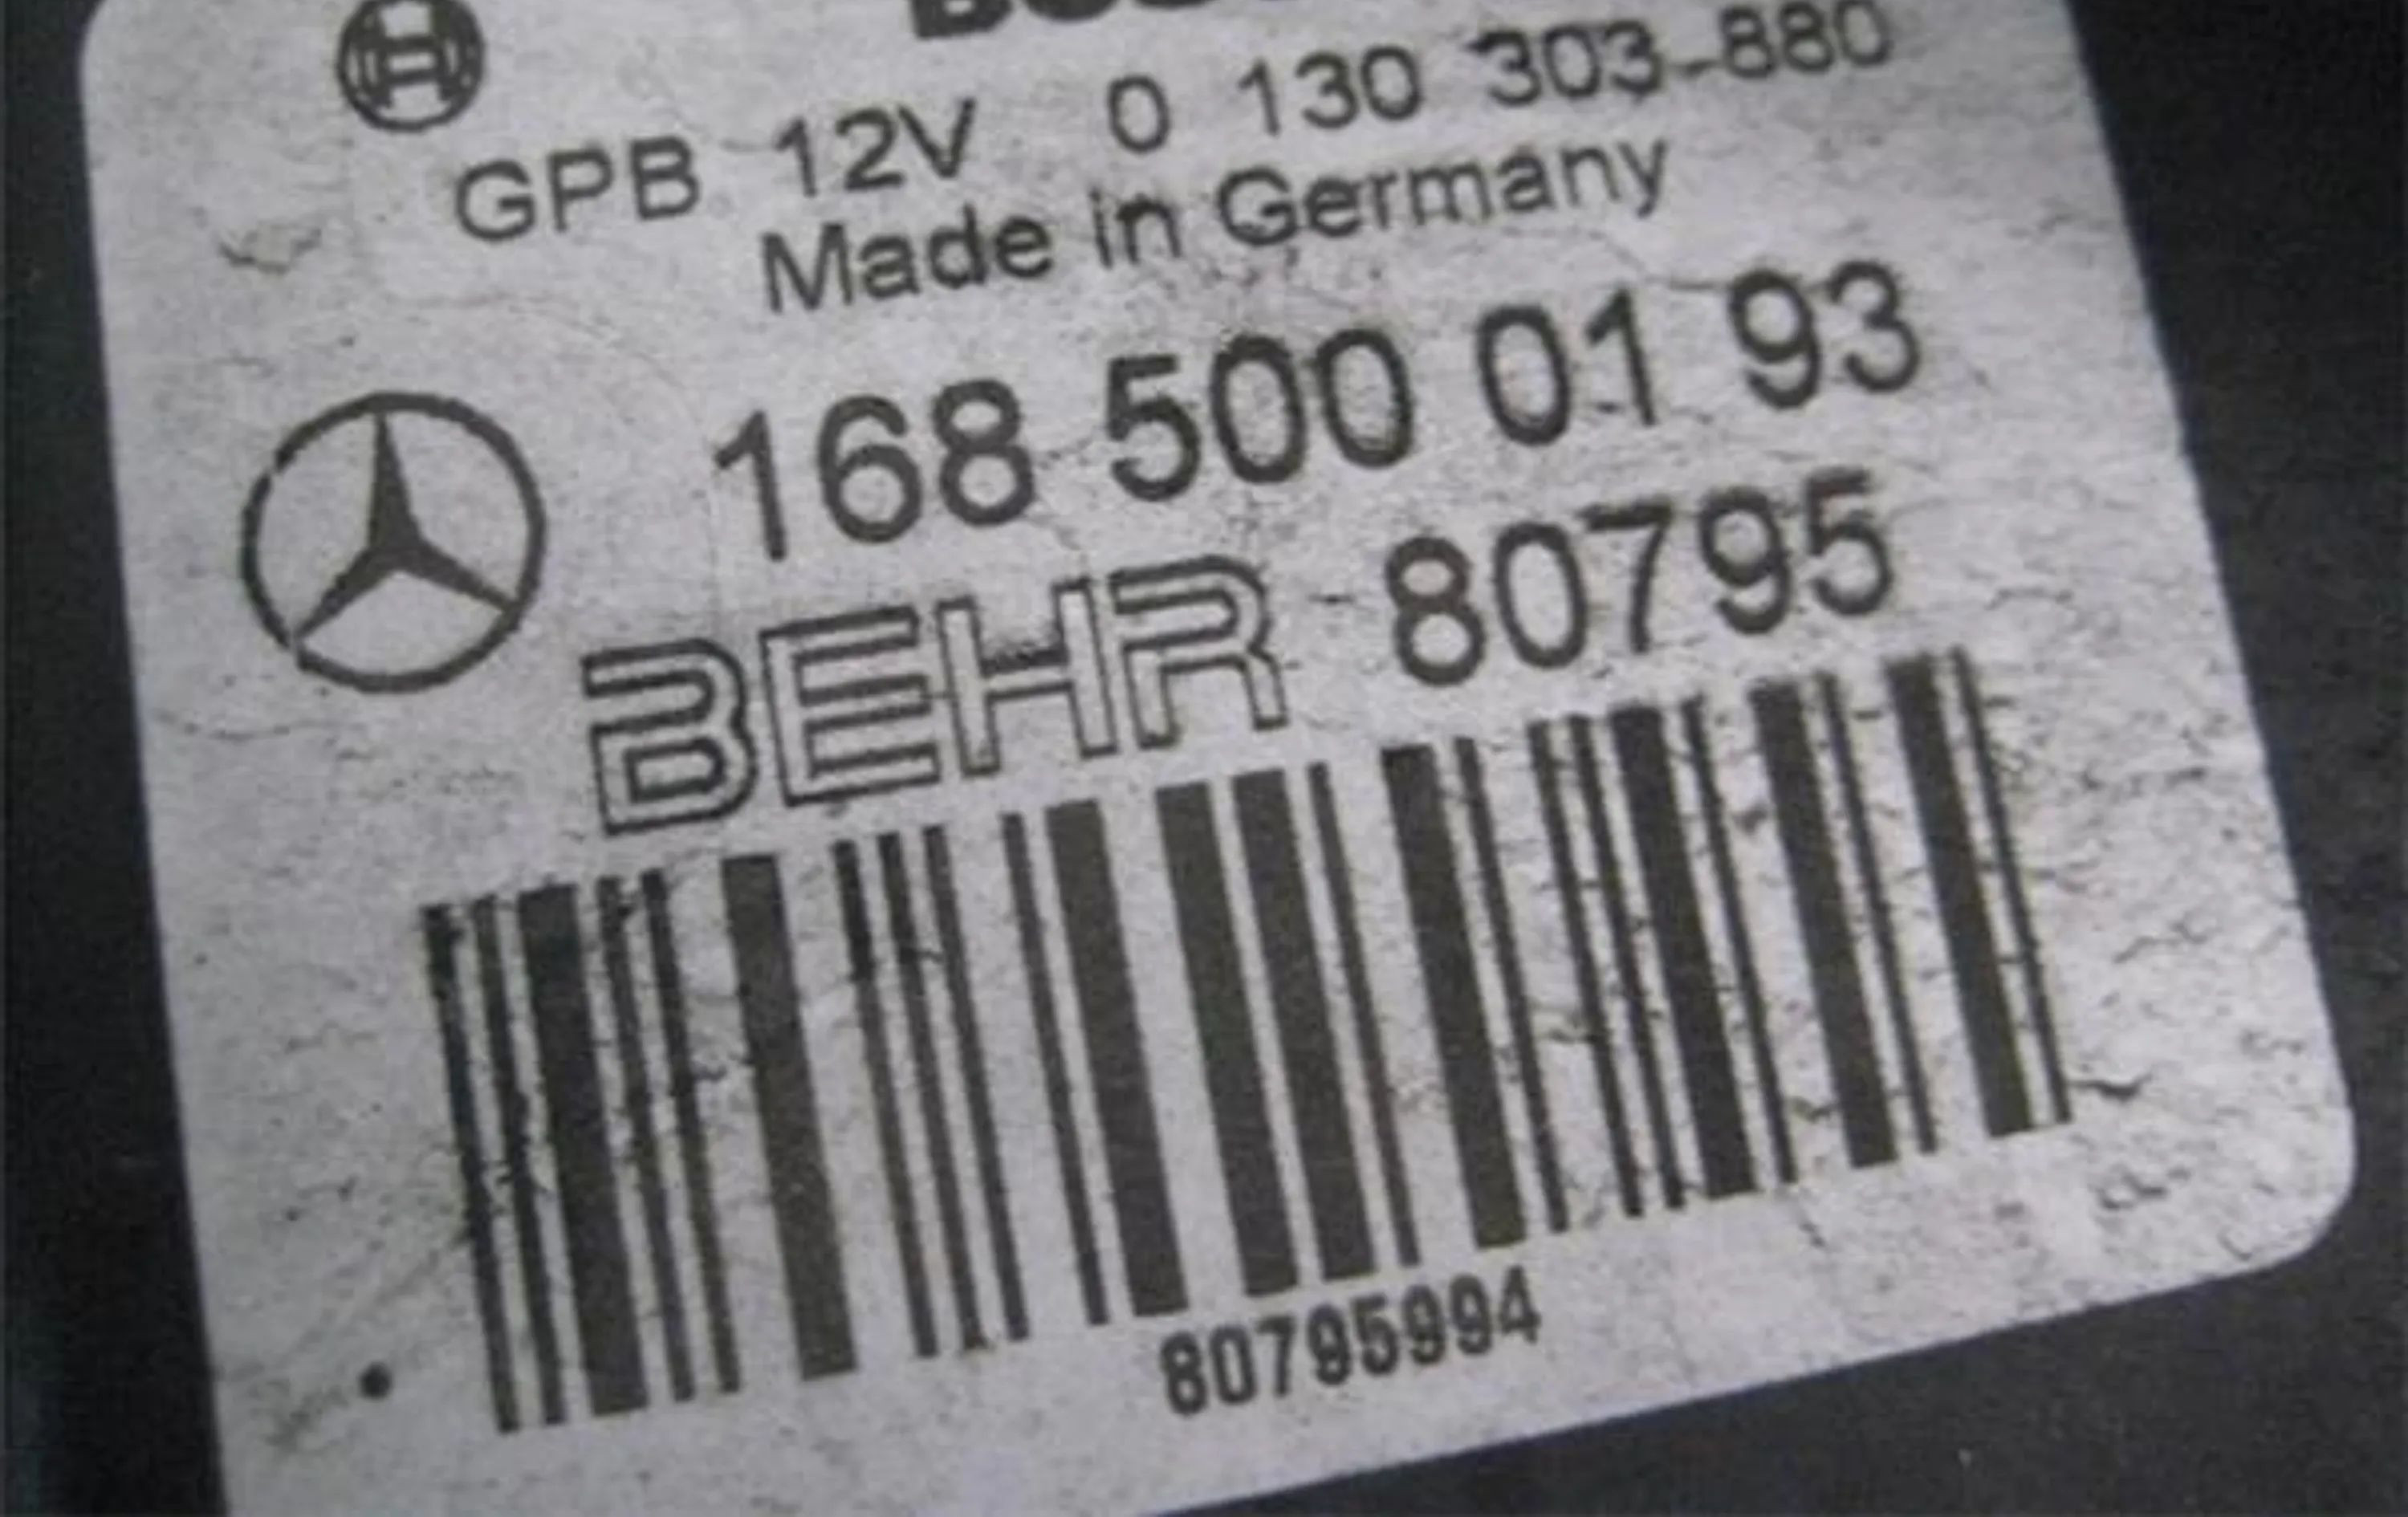 GPB 12V 0 130 303-880
Made in Germany
168 500 01 93
BEHR 80795
80795994